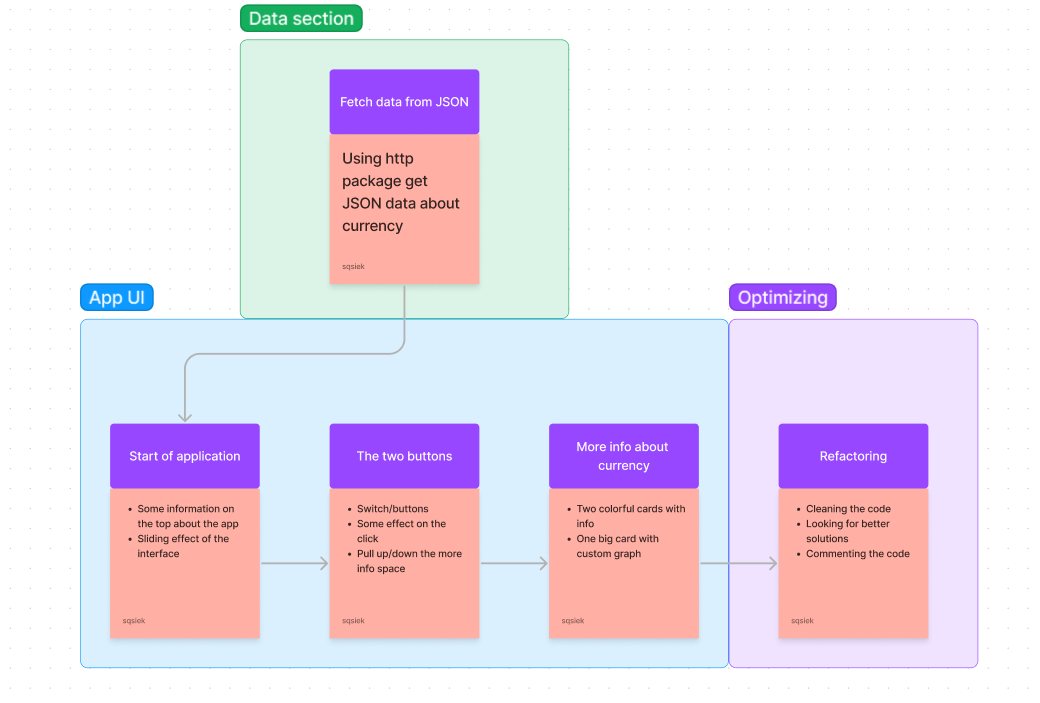 Data section
Fetch data from JSON
Using http
package get
JSON data about
currency
sqsiek
App UI
Optimizing
Start of application
• Some information on
the top about the app
• Sliding effect of the
interface
sqsiek
The two buttons
• Switch/buttons
• Some effect on the
click
• Pull up/down the more
info space
sqsiek
More info about
currency
• Two colorful cards with
info
• One big card with
custom graph
sqsiek
Refactoring
• Cleaning the code
• Looking for better
solutions
• Commenting the code
sqsiek